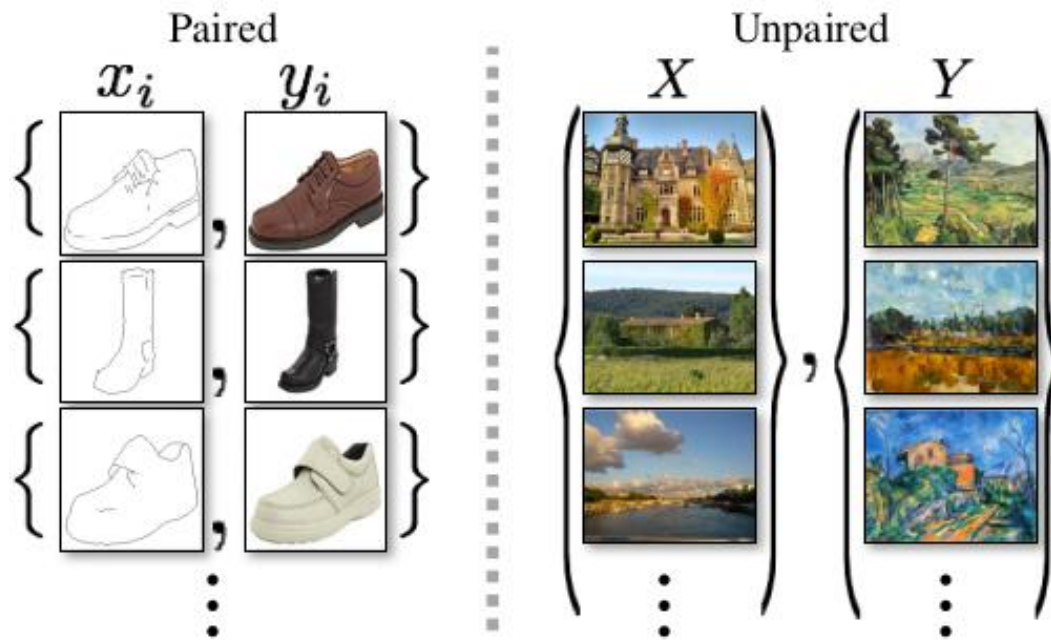 Paired
Unpaired
x_i
y_i
X
Y
{ , }
{ , }
{ , }
{ } , { }
⋮
⋮
⋮